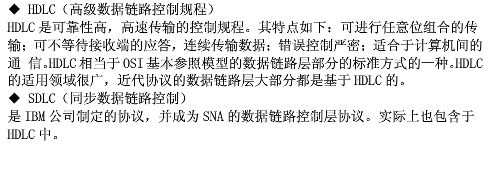 ◆ HDLC（高级数据链路控制规程）
HDLC 是可靠性高，高速传输的控制规程。其特点如下：可进行任意位组合的传
输；可不等待接收端的应答，连续传输数据；错误控制严密；适合于计算机间的
通 信。HDLC 相当于 OSI 基本参照模型的数据链路层部分的标准方式的一种。HDLC
的适用领域很广，近代协议的数据链路层大部分都是基于 HDLC 的。
◆ SDLC（同步数据链路控制）
是 IBM 公司制定的协议，并成为 SNA 的数据链路控制层协议。实际上也包含于
HDLC 中。